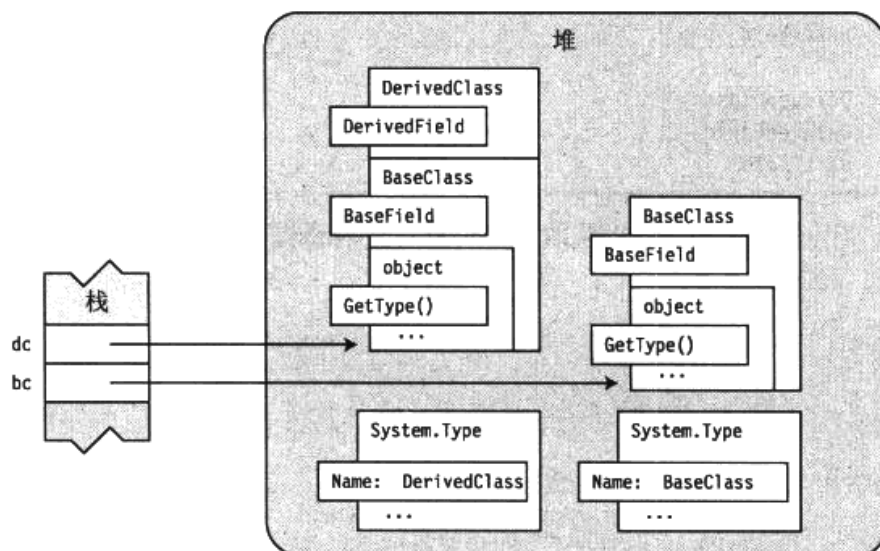 堆
DerivedClass
DerivedField
BaseClass
BaseField
object
GetType()
...
BaseClass
BaseField
object
GetType()
...
栈
dc
bc
System.Type
Name: DerivedClass
...
System.Type
Name: BaseClass
...